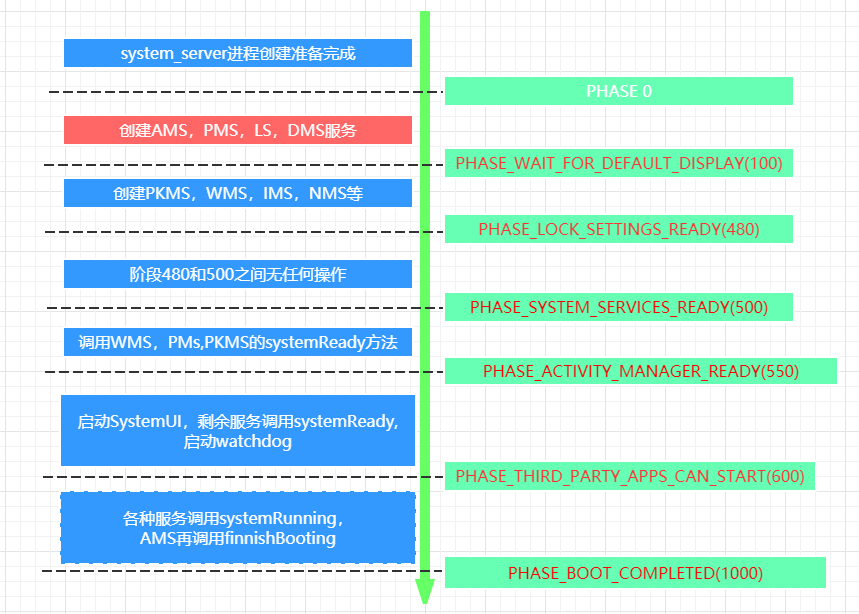 system_server进程创建准备完成
PHASE 0
创建AMS，PMS，LS，DMS服务
PHASE_WAIT_FOR_DEFAULT_DISPLAY(100)
创建PKMS，WMS，IMS，NMS等
PHASE_LOCK_SETTINGS_READY(480)
阶段480和500之间无任何操作
PHASE_SYSTEM_SERVICES_READY(500)
调用WMS，PMs,PKMS的systemReady方法
PHASE_ACTIVITY_MANAGER_READY(550)
启动SystemUI，剩余服务调用systemReady,
启动watchdog
PHASE_THIRD_PARTY_APPS_CAN_START(600)
各种服务调用systemRunning，
AMS再调用finnishBooting
PHASE_BOOT_COMPLETED(1000)